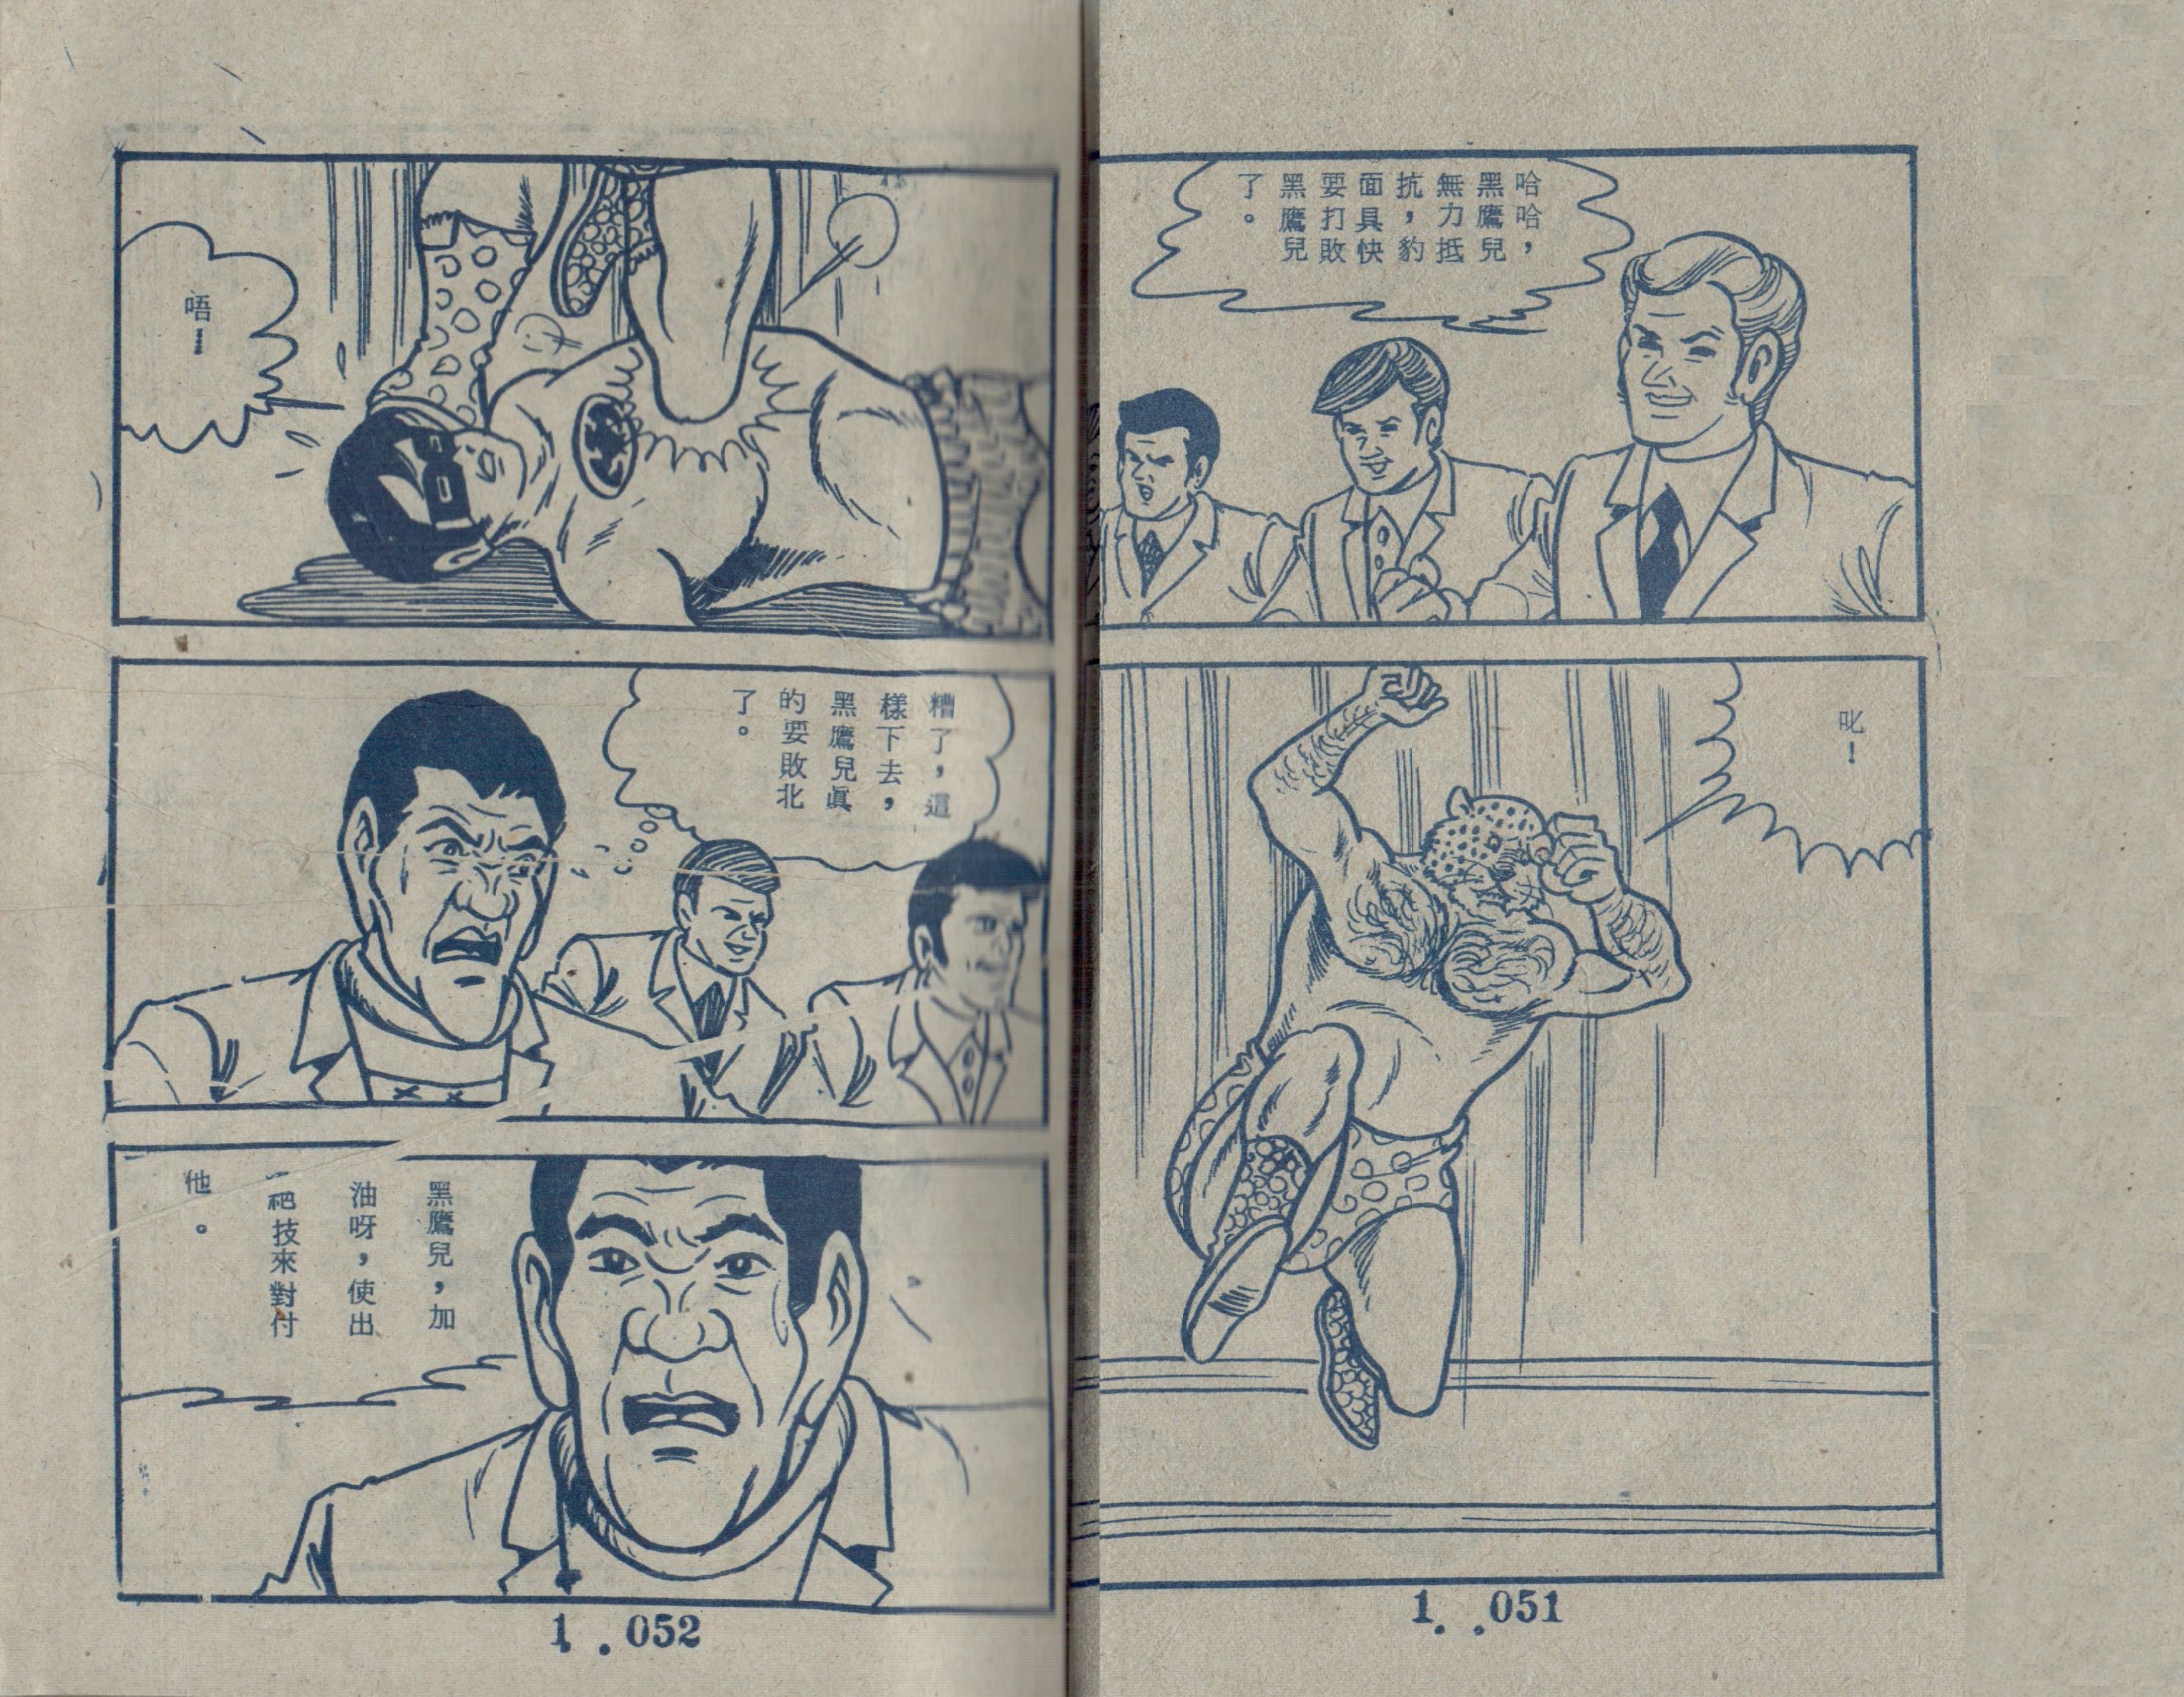 哈哈，
黑鷹兒
無力抵
抗，豹
面具快
要打敗
黑鷹兒
了。
叱！
1..051
唔！
糟了，這
樣下去，
黑鷹兒眞
的要敗北
了。
黑鷹兒，加
油呀，使出
技來對付
他。
1.052